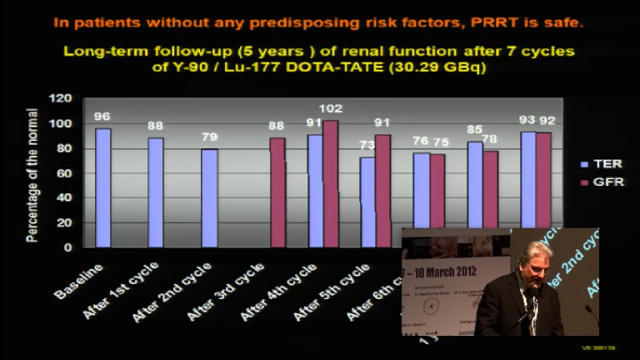 In patients without any predisposing risk factors, PRRT is safe.
Long-term follow-up (5 years ) of renal function after 7 cycles
of Y-90 / Lu-177 DOTA-TATE (30.29 GBq)
Percentage of the normal
120
100
80
60
40
20
0
96
88
79
88
91
102
73
91
76
75
85
78
93
92
TER
GFR
Baseline
After 1st cycle
After 2nd cycle
After 3rd cycle
After 4th cycle
After 5th cycle
After 6th
10 March 2012